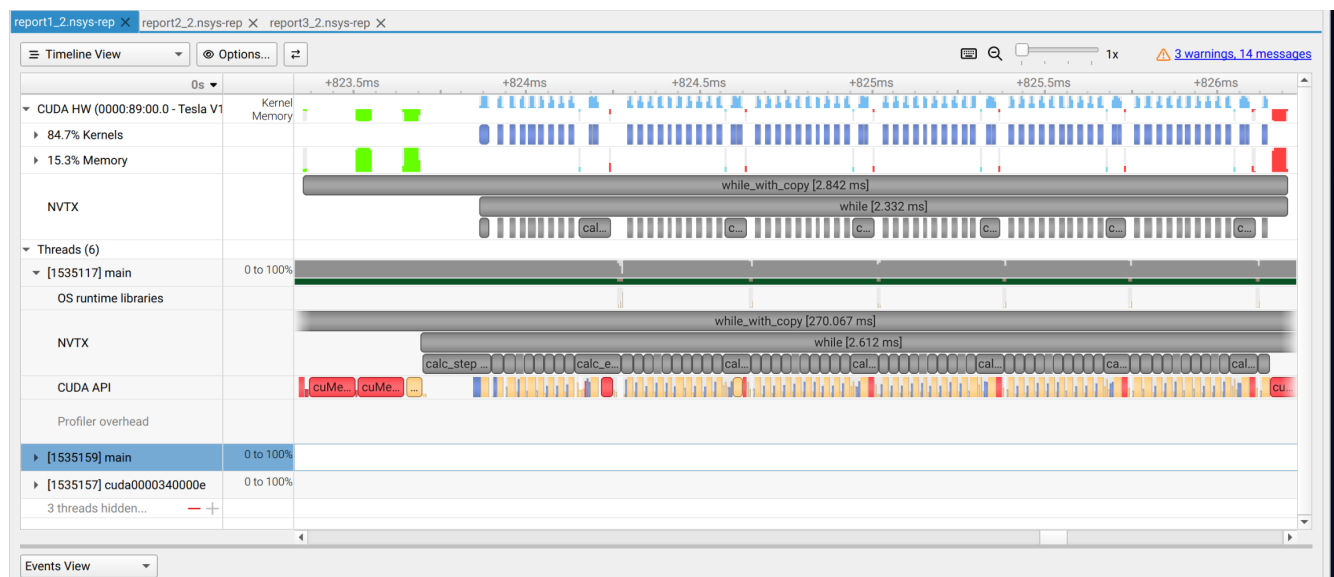 report1_2.nsys-rep × report2_2.nsys-rep × report3_2.nsys-rep ×
Timeline View Options... 1x 3 warnings, 14 messages
0s +823.5ms +824ms +824.5ms +825ms +825.5ms +826ms
CUDA HW (0000:89:00.0 - Tesla V1 Kernel
Memory
84.7% Kernels
15.3% Memory
while_with_copy [2.842 ms]
NVTX while [2.332 ms]
cal... c... c... c... c... c...
Threads (6)
[1535117] main 0 to 100%
OS runtime libraries
while_with_copy [270.067 ms]
NVTX while [2.612 ms]
calc_step ... calc_e... cal... cal... cal... ca... cal...
CUDA API cuMe... cuMe... ... cu...
Profiler overhead
[1535159] main 0 to 100%
[1535157] cuda0000340000e 0 to 100%
3 threads hidden...
Events View